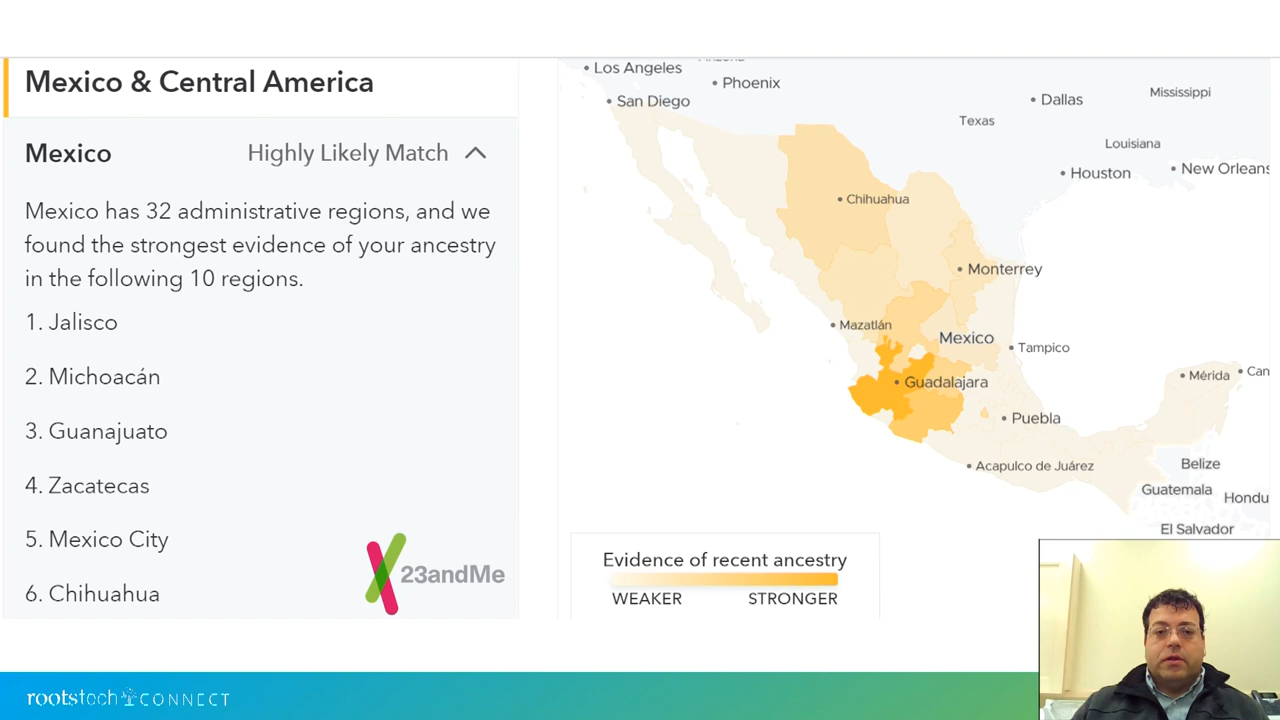 Mexico & Central America
Mexico
Highly Likely Match
Mexico has 32 administrative regions, and we
found the strongest evidence of your ancestry
in the following 10 regions.
1. Jalisco
2. Michoacán
3. Guanajuato
4. Zacatecas
5. Mexico City
6. Chihuahua
23andMe
Los Angeles
Phoenix
San Diego
Dallas
Mississippi
Texas
Louisiana
Houston
New Orleans
Chihuahua
Monterrey
Mazatlán
Mexico
Tampico
Guadalajara
Mérida
Can
Puebla
Acapulco de Juárez
Belize
Guatemala
Hondu
El Salvador
Evidence of recent ancestry
WEAKER
STRONGER
rootstech CONNECT